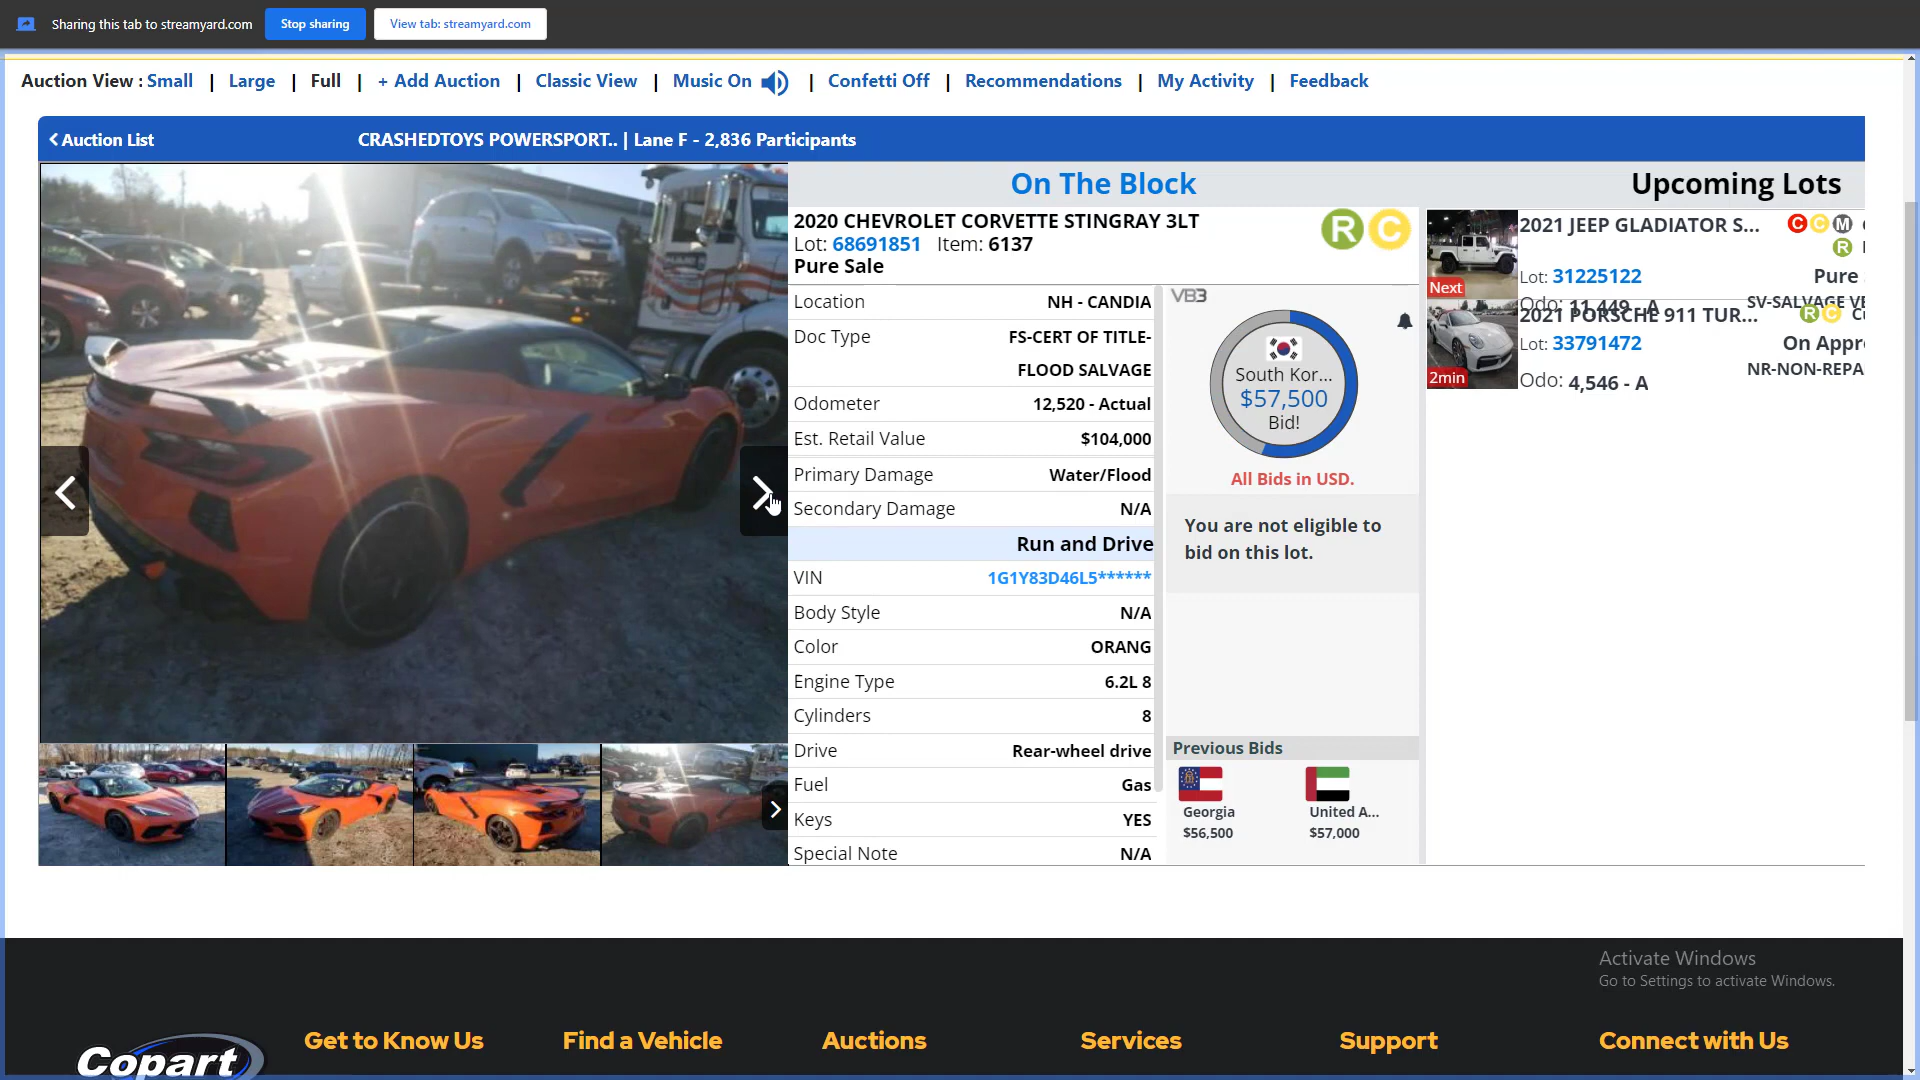 Sharing this tab to streamyard.com
Stop sharing
View tab: streamyard.com
Auction View : Small | Large | Full | + Add Auction | Classic View | Music On | Confetti Off | Recommendations | My Activity | Feedback
Auction List
CRASHEDTOYS POWERSPORT.. | Lane F - 2,836 Participants
On The Block
Upcoming Lots
2020 CHEVROLET CORVETTE STINGRAY 3LT
Lot: 68691851 Item: 6137
Pure Sale
R C
Location NH - CANDIA
Doc Type FS-CERT OF TITLE-
FLOOD SALVAGE
Odometer 12,520 - Actual
Est. Retail Value $104,000
Primary Damage Water/Flood
Secondary Damage N/A
Run and Drive
VIN 1G1Y83D46L5******
Body Style N/A
Color ORANG
Engine Type 6.2L 8
Cylinders 8
Drive Rear-wheel drive
Fuel Gas
Keys YES
Special Note N/A
VB3
South Kor...
$57,500
Bid!
All Bids in USD.
You are not eligible to
bid on this lot.
Previous Bids
Georgia
$56,500
United A...
$57,000
2021 JEEP GLADIATOR S...
C C M
R
Lot: 31225122
Pure
Next
Odo: 11,449 - A
SV-SALVAGE VE
2021 PORSCHE 911 TUR...
R C
Lot: 33791472
On Appr
2min
Odo: 4,546 - A
NR-NON-REPA
Activate Windows
Go to Settings to activate Windows.
Copart
Get to Know Us
Find a Vehicle
Auctions
Services
Support
Connect with Us